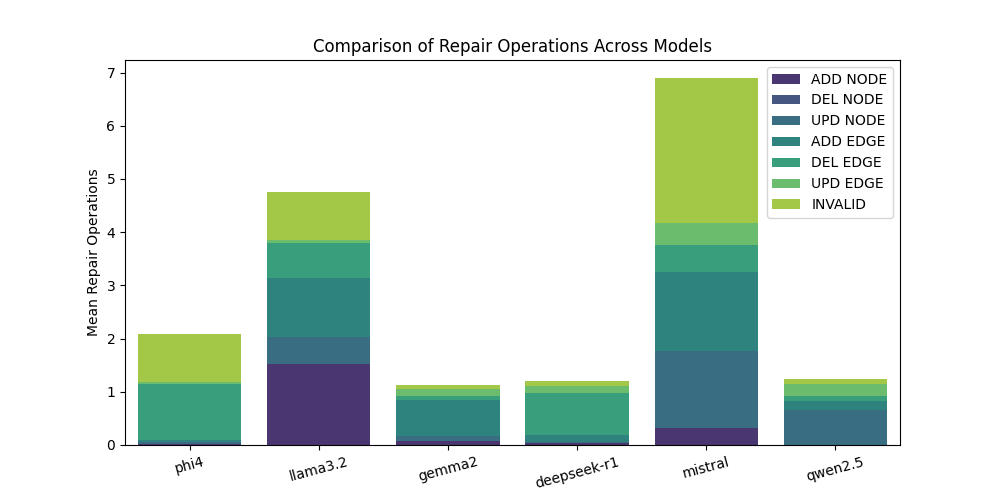 Comparison of Repair Operations Across Models
Mean Repair Operations
7
6
5
4
3
2
1
0
ADD NODE
DEL NODE
UPD NODE
ADD EDGE
DEL EDGE
UPD EDGE
INVALID
phi4
llama3.2
gemma2
deepseek-r1
mistral
qwen2.5